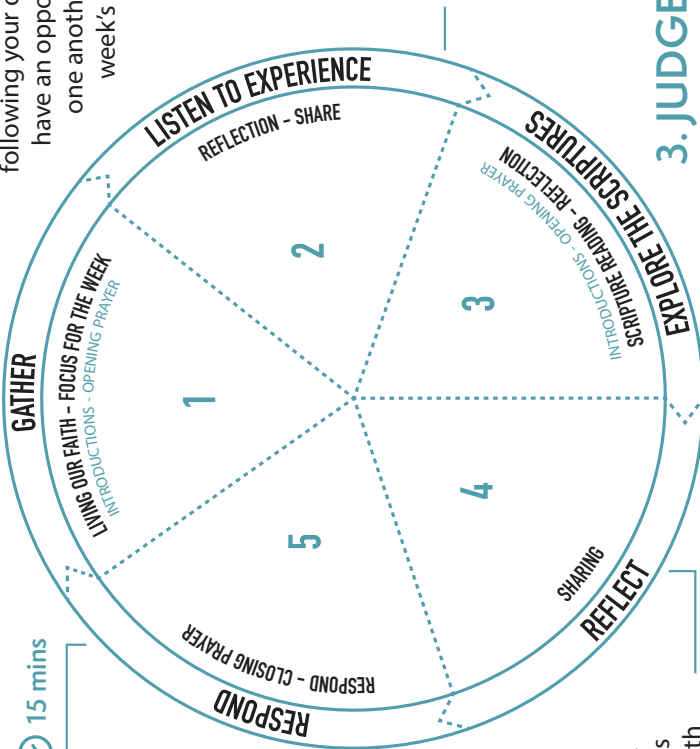 following your
have an oppo
one anoth
week's
GATHER
LIVING OUR FAITH – FOCUS FOR THE WEEK
INTRODUCTIONS - OPENING PRAYER
1
LISTEN TO EXPERIENCE
REFLECTION – SHARE
2
EXPLORE THE SCRIPTURES
SCRIPTURE READING – REFLECTION
INTRODUCTIONS - OPENING PRAYER
3
REFLECT
SHARING
4
RESPOND
RESPOND – CLOSING PRAYER
5
3. JUDGE
15 mins
s
th